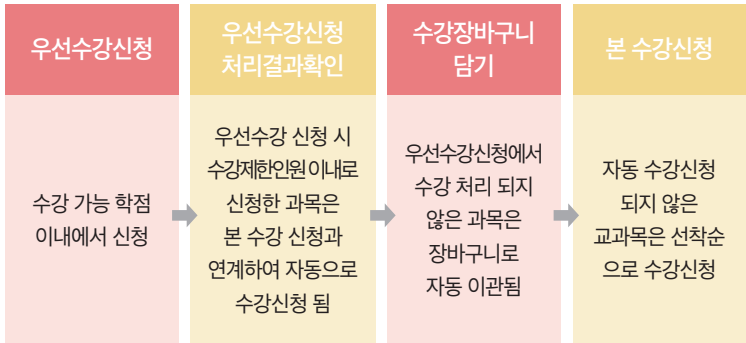 우선수강신청
수강 가능 학점
이내에서 신청
우선수강신청
처리결과확인
우선수강 신청 시
수강제한인원 이내로
신청한 과목은
본 수강 신청과
연계하여 자동으로
수강신청 됨
수강장바구니
담기
우선수강신청에서
수강 처리 되지
않은 과목은
장바구니로
자동 이관됨
본 수강신청
자동 수강신청
되지 않은
교과목은 선착순
으로 수강신청